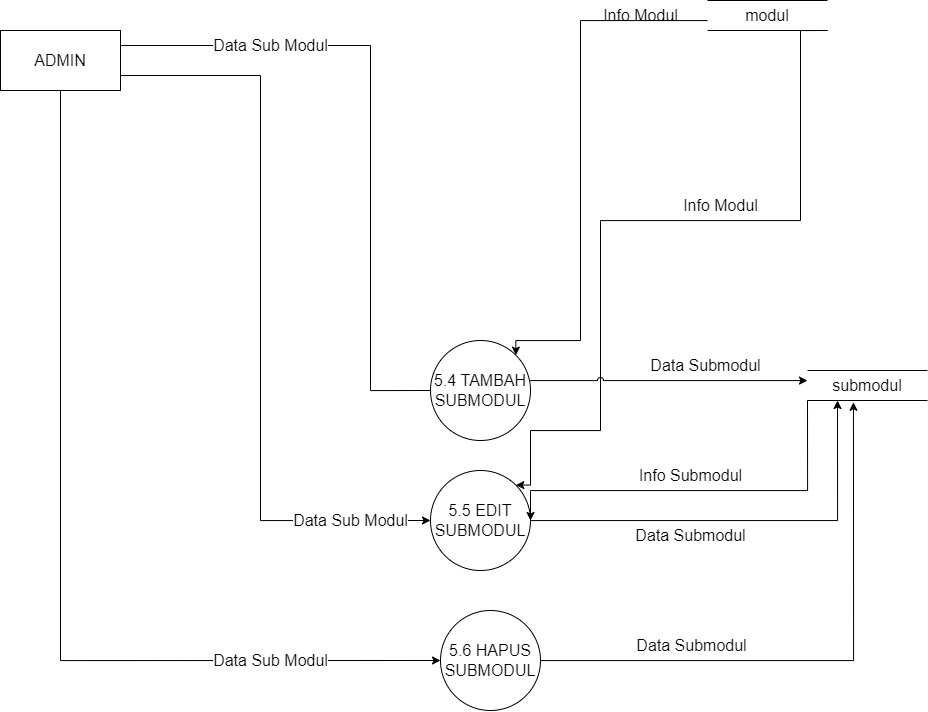 Info Modul
modul
ADMIN
Data Sub Modul
Info Modul
Data Submodul
5.4 TAMBAH
SUBMODUL
submodul
Info Submodul
5.5 EDIT
SUBMODUL
Data Sub Modul
Data Submodul
Data Submodul
5.6 HAPUS
SUBMODUL
Data Sub Modul